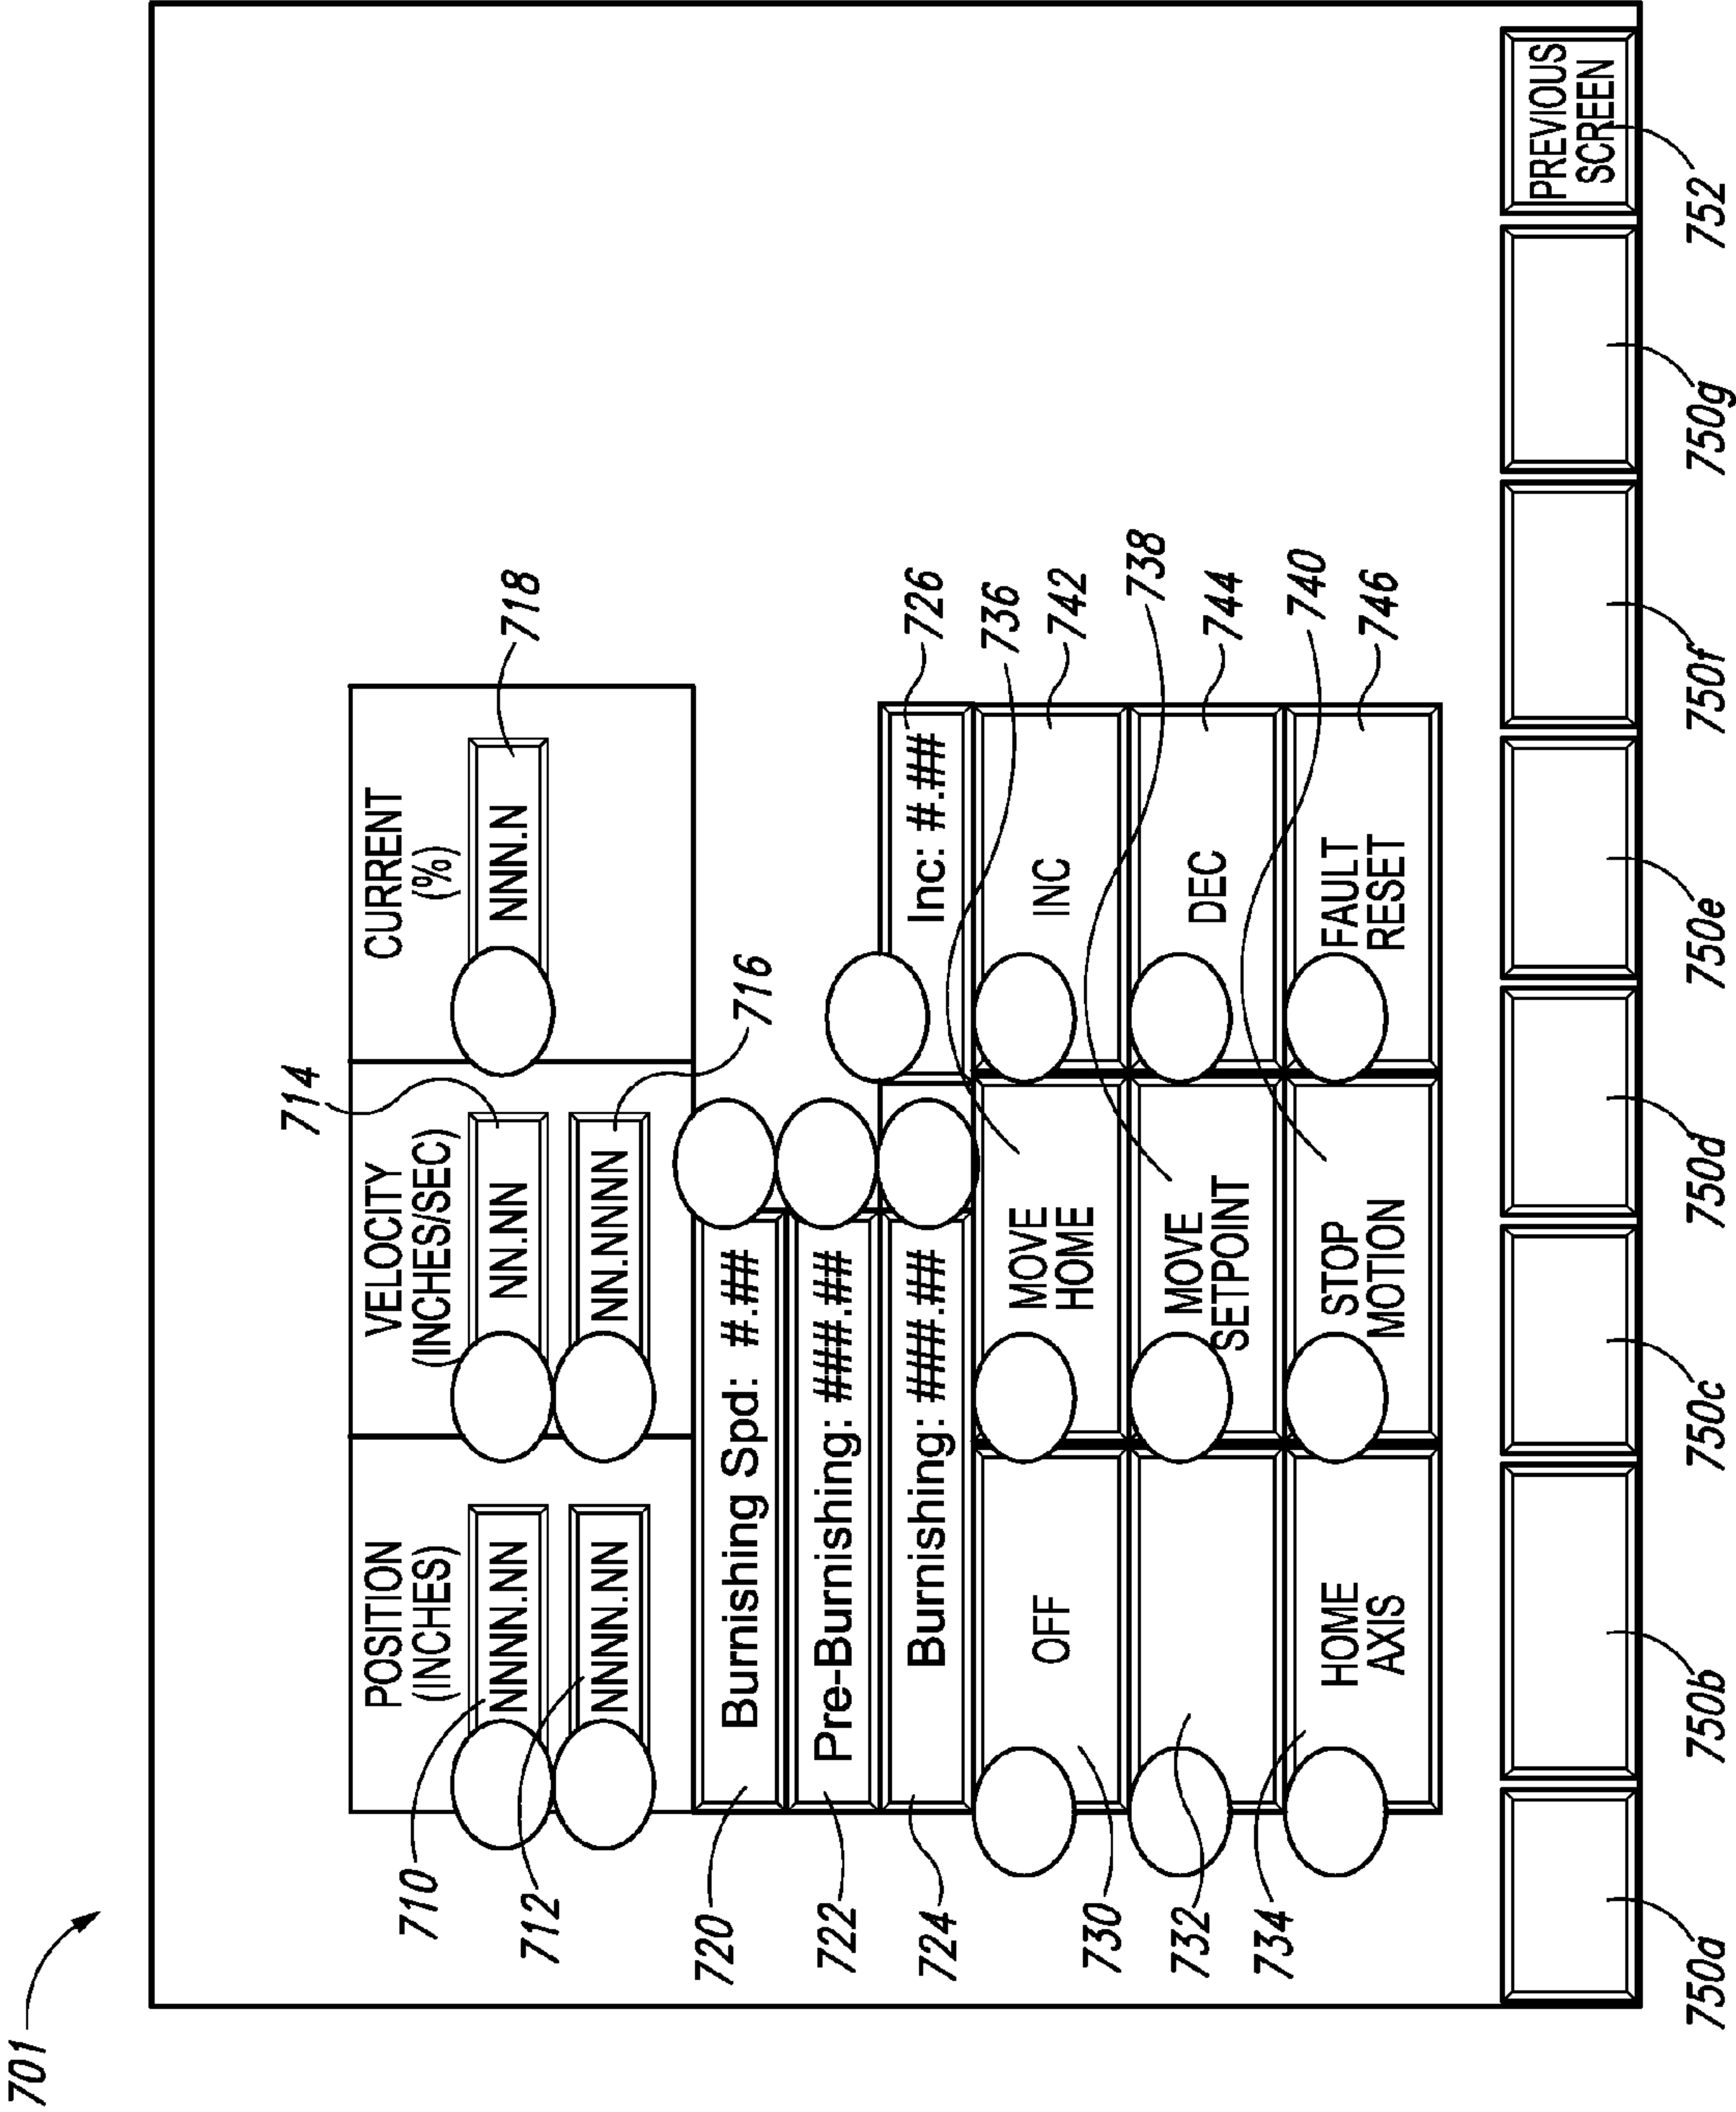 701
POSITION
(INCHES)
VELOCITY
(INCHES/SEC)
CURRENT
(%)
714
710
NNNN.NN
NN.NN
NNN.N
718
712
NNNN.NN
NN.NNNN
716
720
Burnishing Spd: #.##
722
Pre-Burnishing: ###.##
724
Burnishing: ###.##
Inc: #.##
726
736
730
OFF
MOVE
HOME
INC
742
738
732
MOVE
SETPOINT
DEC
744
740
734
HOME
AXIS
STOP
MOTION
FAULT
RESET
746
PREVIOUS
SCREEN
750a
750b
750c
750d
750e
750f
750g
752